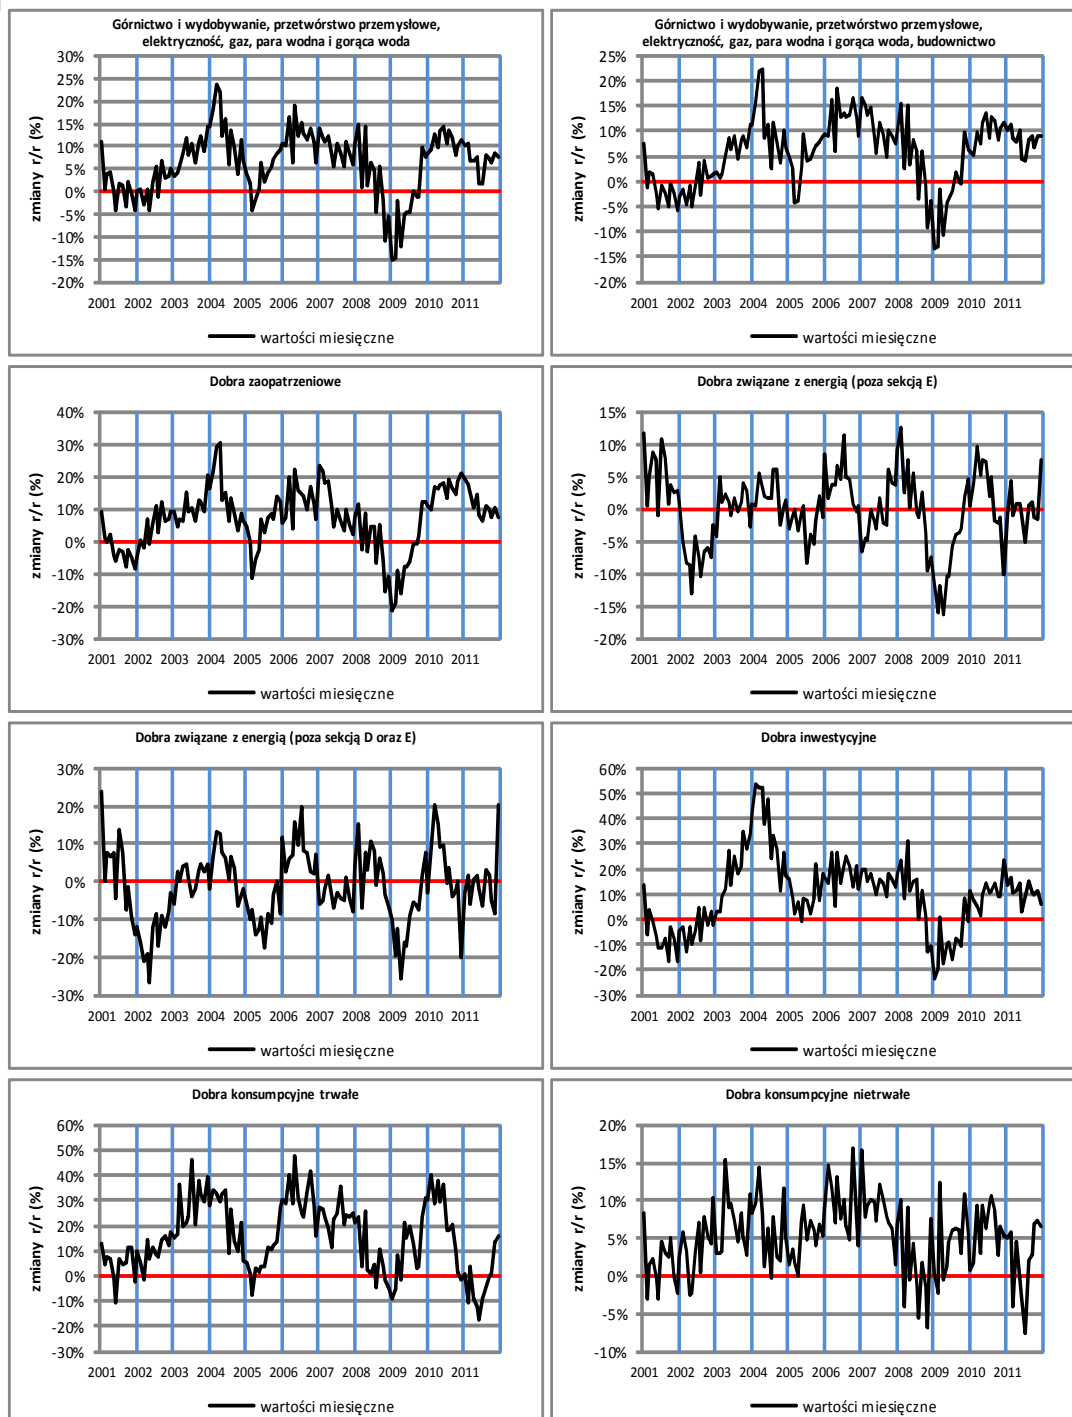 Górnictwo i wydobywanie, przetwórstwo przemysłowe,
elektryczność, gaz, para wodna i gorąca woda
30%
25%
20%
15%
10%
5%
0%
-5%
-10%
-15%
-20%
zmiany r/r (%)
2001 2002 2003 2004 2005 2006 2007 2008 2009 2010 2011
wartości miesięczne
Górnictwo i wydobywanie, przetwórstwo przemysłowe,
elektryczność, gaz, para wodna i gorąca woda, budownictwo
25%
20%
15%
10%
5%
0%
-5%
-10%
-15%
-20%
zmiany r/r (%)
2001 2002 2003 2004 2005 2006 2007 2008 2009 2010 2011
wartości miesięczne
Dobra zaopatrzeniowe
40%
30%
20%
10%
0%
-10%
-20%
-30%
zmiany r/r (%)
2001 2002 2003 2004 2005 2006 2007 2008 2009 2010 2011
wartości miesięczne
Dobra związane z energią (poza sekcją E)
15%
10%
5%
0%
-5%
-10%
-15%
-20%
zmiany r/r (%)
2001 2002 2003 2004 2005 2006 2007 2008 2009 2010 2011
wartości miesięczne
Dobra związane z energią (poza sekcją D oraz E)
30%
20%
10%
0%
-10%
-20%
-30%
zmiany r/r (%)
2001 2002 2003 2004 2005 2006 2007 2008 2009 2010 2011
wartości miesięczne
Dobra inwestycyjne
60%
50%
40%
30%
20%
10%
0%
-10%
-20%
-30%
zmiany r/r (%)
2001 2002 2003 2004 2005 2006 2007 2008 2009 2010 2011
wartości miesięczne
Dobra konsumpcyjne trwałe
60%
50%
40%
30%
20%
10%
0%
-10%
-20%
-30%
zmiany r/r (%)
2001 2002 2003 2004 2005 2006 2007 2008 2009 2010 2011
wartości miesięczne
Dobra konsumpcyjne nietrwałe
20%
15%
10%
5%
0%
-5%
-10%
zmiany r/r (%)
2001 2002 2003 2004 2005 2006 2007 2008 2009 2010 2011
wartości miesięczne